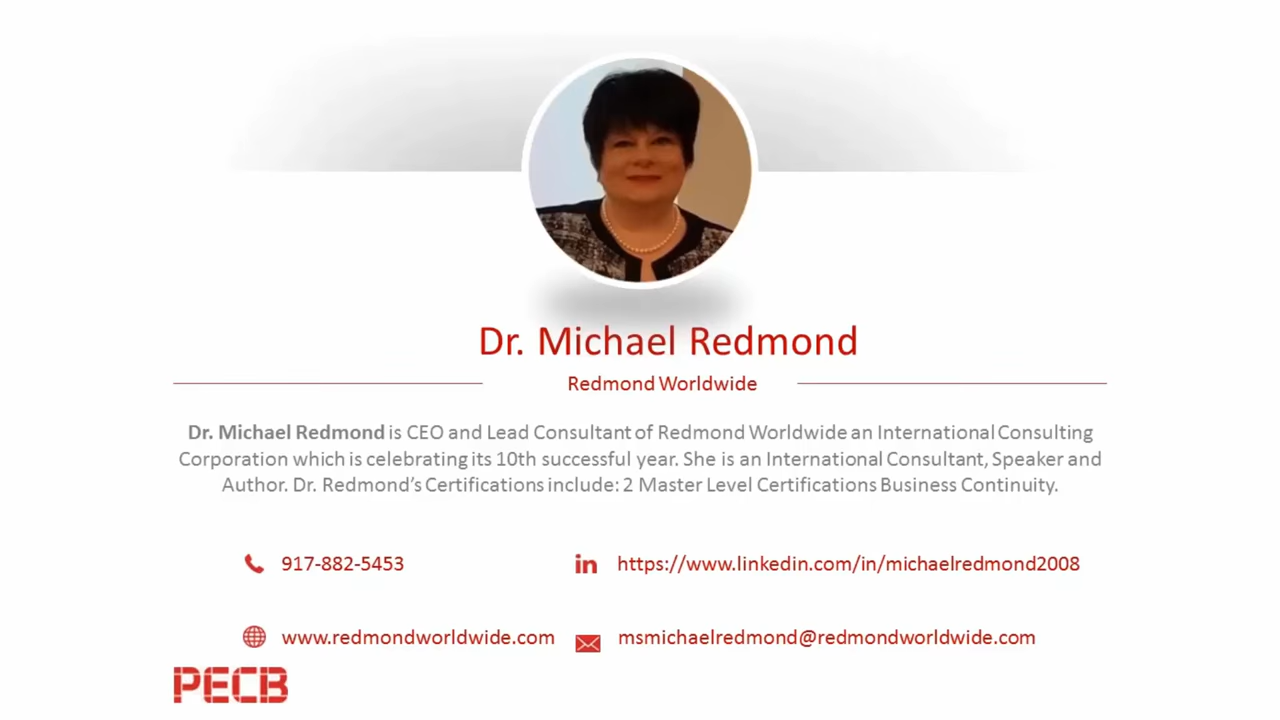 Dr. Michael Redmond
Redmond Worldwide
Dr. Michael Redmond is CEO and Lead Consultant of Redmond Worldwide an International Consulting
Corporation which is celebrating its 10th successful year. She is an International Consultant, Speaker and
Author. Dr. Redmond’s Certifications include: 2 Master Level Certifications Business Continuity.
917-882-5453
in https://www.linkedin.com/in/michaelredmond2008
www.redmondworldwide.com
msmichaelredmond@redmondworldwide.com
PECB